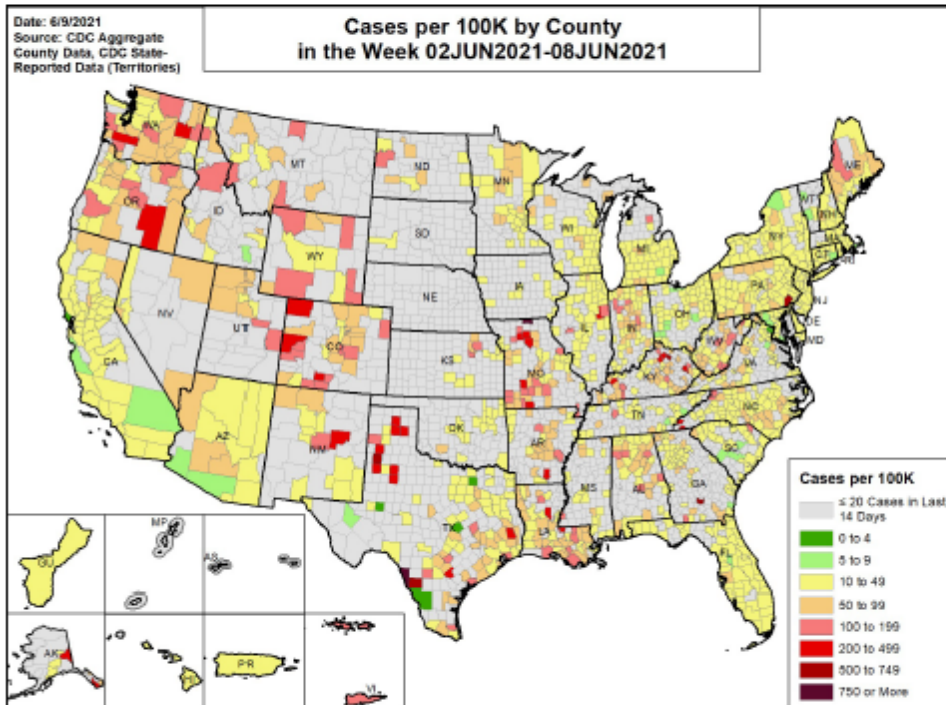 Date: 6/9/2021
Source: CDC Aggregate
County Data, CDC State-
Reported Data (Territories)
Cases per 100K by County
in the Week 02JUN2021-08JUN2021
WA
MT
ND
MN
ME
OR
ID
WY
SD
WI
MI
NY
VT
NH
MA
CT
RI
NV
UT
CO
NE
IA
IL
IN
OH
PA
NJ
DE
MD
CA
KS
MO
KY
WV
VA
AZ
NM
OK
AR
TN
NC
SC
TX
LA
MS
AL
GA
FL
GU
MP
AS
AK
HI
PR
VI
Cases per 100K
≤ 20 Cases in Last
14 Days
0 to 4
5 to 9
10 to 49
50 to 99
100 to 199
200 to 499
500 to 749
750 or More